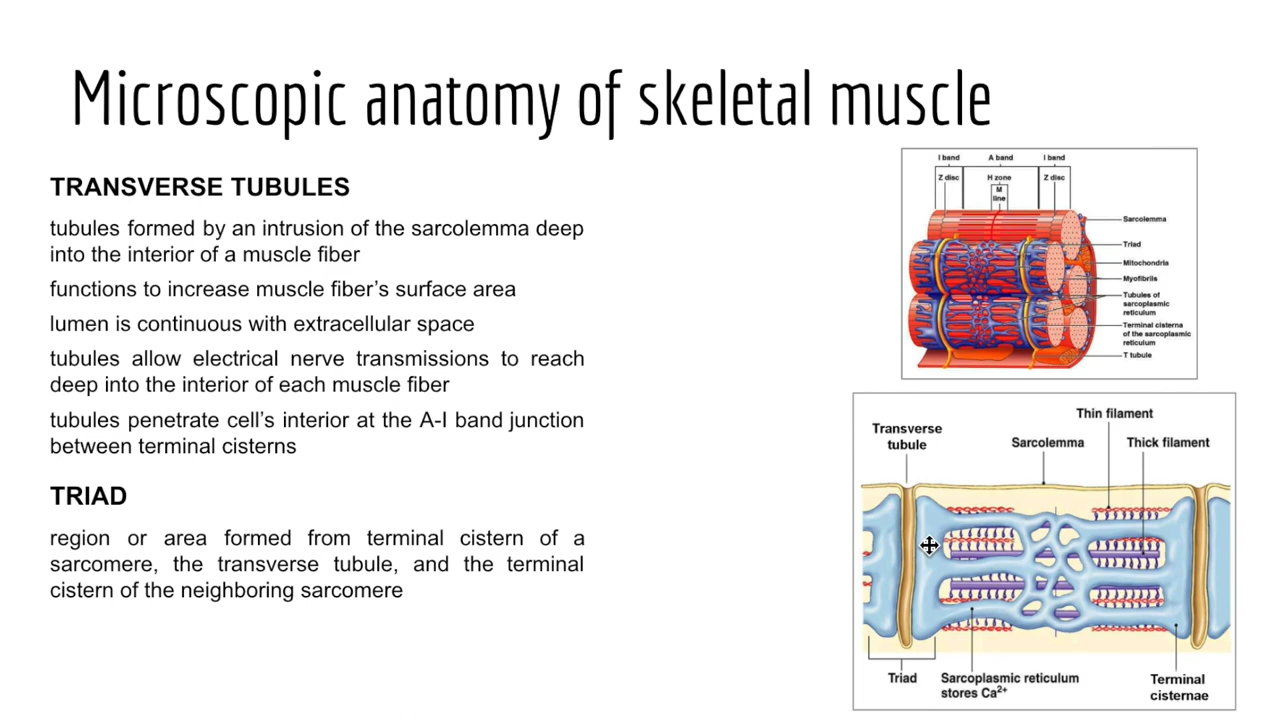 Microscopic anatomy of skeletal muscle
TRANSVERSE TUBULES
tubules formed by an intrusion of the sarcolemma deep
into the interior of a muscle fiber
functions to increase muscle fiber’s surface area
lumen is continuous with extracellular space
tubules allow electrical nerve transmissions to reach
deep into the interior of each muscle fiber
tubules penetrate cell’s interior at the A-I band junction
between terminal cisterns
TRIAD
region or area formed from terminal cistern of a
sarcomere, the transverse tubule, and the terminal
cistern of the neighboring sarcomere
I band
A band
I band
Z disc
H zone
Z disc
M
line
Sarcolemma
Triad
Mitochondria
Myofibrils
Tubules of
sarcoplasmic
reticulum
Terminal cisterna
of the sarcoplasmic
reticulum
T tubule
Thin filament
Transverse
tubule
Sarcolemma
Thick filament
Triad
Sarcoplasmic reticulum
stores Ca2+
Terminal
cisternae